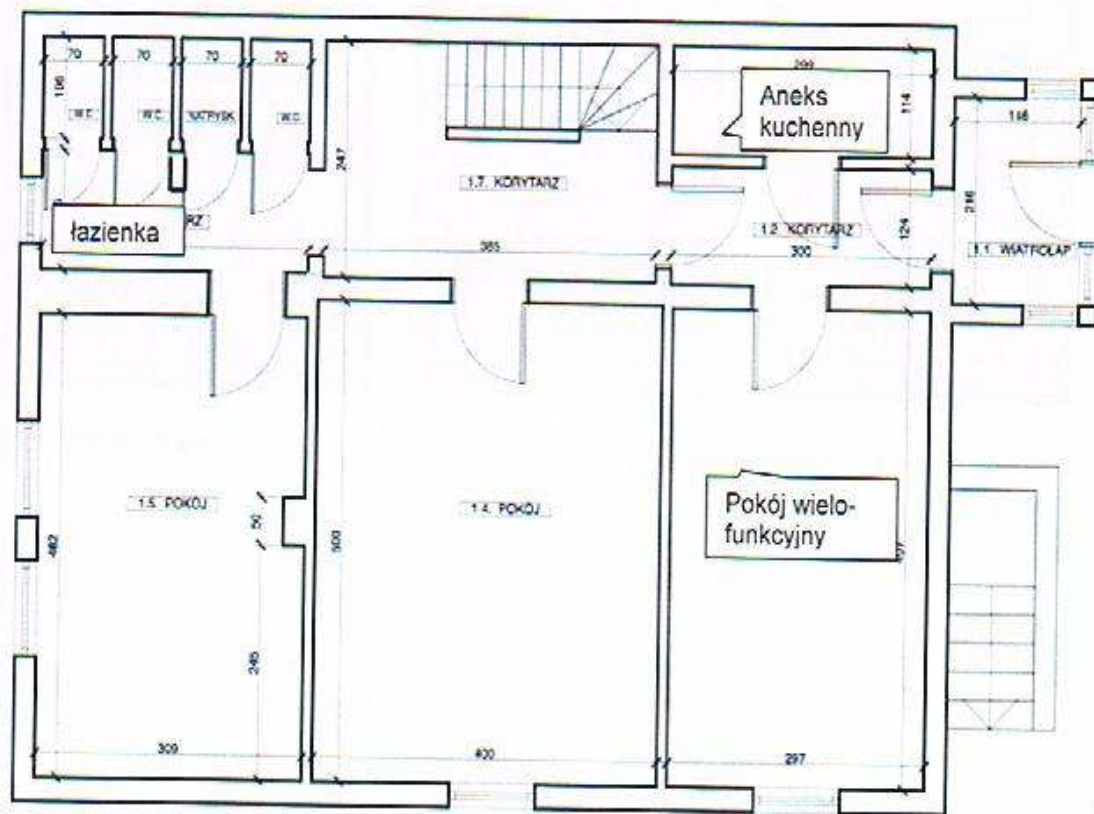 70
70
70
70
106
W.C.
W.C.
NATRYSK
W.C.
247
299
Aneks
kuchenny
114
196
1.7. KORYTARZ
łazienka
RZ
385
1.2. KORYTARZ
300
124
216
1.1. WIATROŁAP
1.5. POKÓJ
50
462
245
309
1.4. POKÓJ
500
400
Pokój wielo-
funkcyjny
297